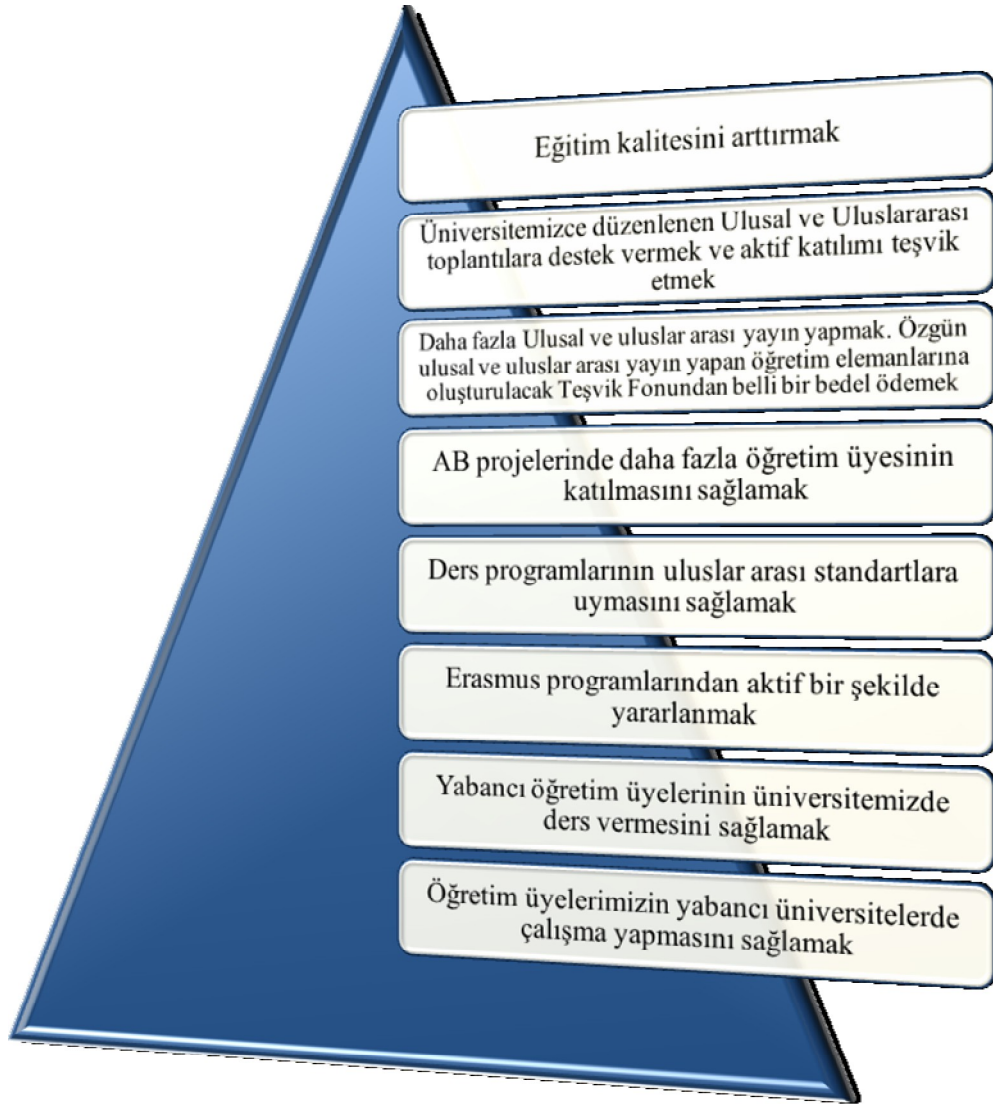 Eğitim kalitesini arttırmak
Üniversitemizce düzenlenen Ulusal ve Uluslararası
toplantılara destek vermek ve aktif katılımı teşvik
etmek
Daha fazla Ulusal ve uluslar arası yayın yapmak. Özgün
ulusal ve uluslar arası yayın yapan öğretim elemanlarına
oluşturulacak Teşvik Fonundan belli bir bedel ödemek
AB projelerinde daha fazla öğretim üyesinin
katılmasını sağlamak
Ders programlarının uluslar arası standartlara
uymasını sağlamak
Erasmus programlarından aktif bir şekilde
yararlanmak
Yabancı öğretim üyelerinin üniversitemizde
ders vermesini sağlamak
Öğretim üyelerimizin yabancı üniversitelerde
çalışma yapmasını sağlamak